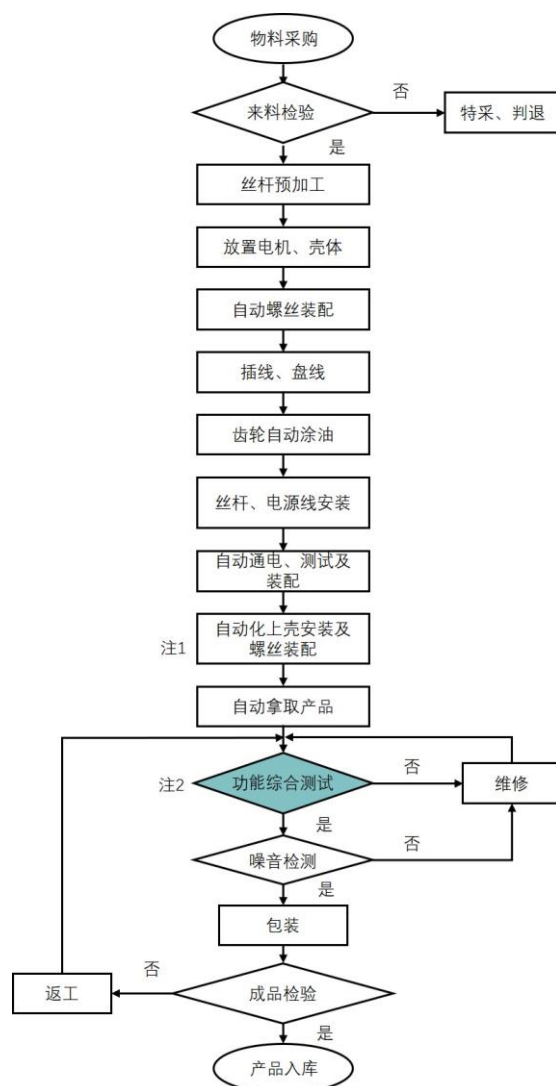 物料采购
来料检验
否
特采、判退
是
丝杆预加工
放置电机、壳体
自动螺丝装配
插线、盘线
齿轮自动涂油
丝杆、电源线安装
自动通电、测试及
装配
注1
自动化上壳安装及
螺丝装配
自动拿取产品
注2
功能综合测试
否
维修
是
噪音检测
否
是
包装
返工
否
成品检验
是
产品入库